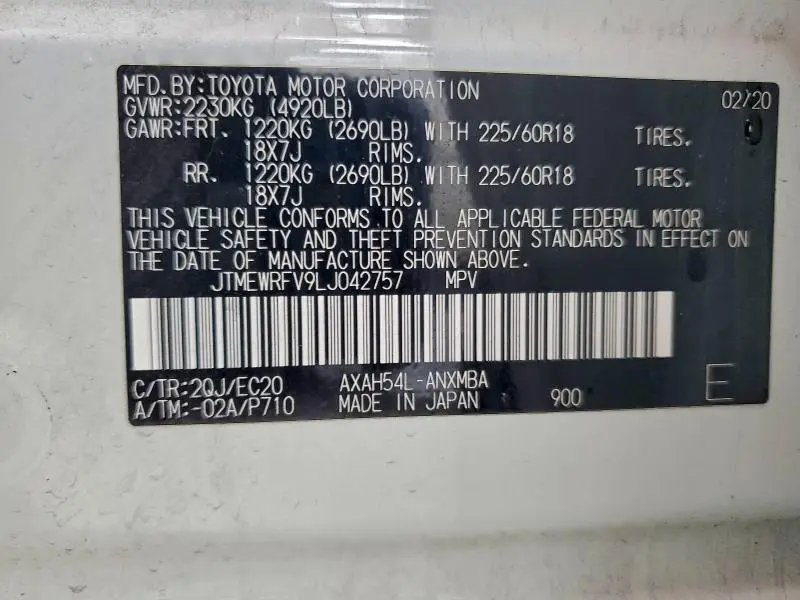 MFD.BY:TOYOTA MOTOR CORPORATION 02/20
GVWR:2230KG (4920LB)
GAWR:FRT. 1220KG (2690LB) WITH 225/60R18 TIRES.
18X7J RIMS.
RR. 1220KG (2690LB) WITH 225/60R18 TIRES.
18X7J RIMS.
THIS VEHICLE CONFORMS TO ALL APPLICABLE FEDERAL MOTOR
VEHICLE SAFETY AND THEFT PREVENTION STANDARDS IN EFFECT ON
THE DATE OF MANUFACTURE SHOWN ABOVE.
JTMEWRFV9LJ042757 MPV
C/TR:2QJ/EC20 AXAH54L-ANXMBA E
A/TM:-02A/P710 MADE IN JAPAN 900